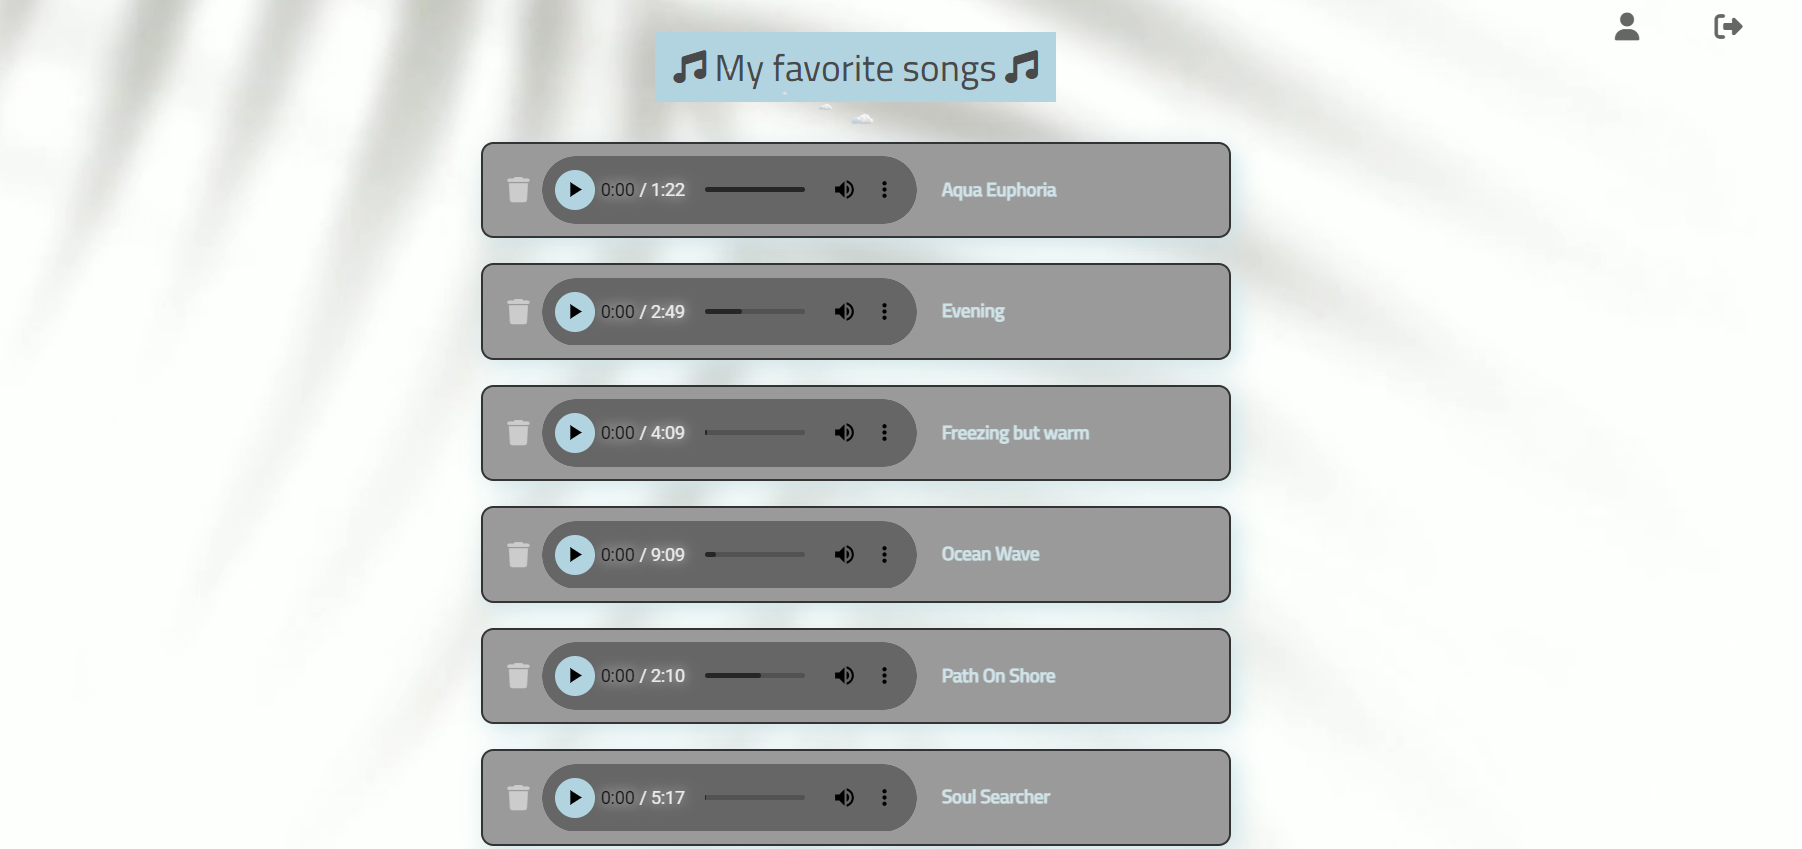 My favorite songs
0:00 / 1:22 Aqua Euphoria
0:00 / 2:49 Evening
0:00 / 4:09 Freezing but warm
0:00 / 9:09 Ocean Wave
0:00 / 2:10 Path On Shore
0:00 / 5:17 Soul Searcher